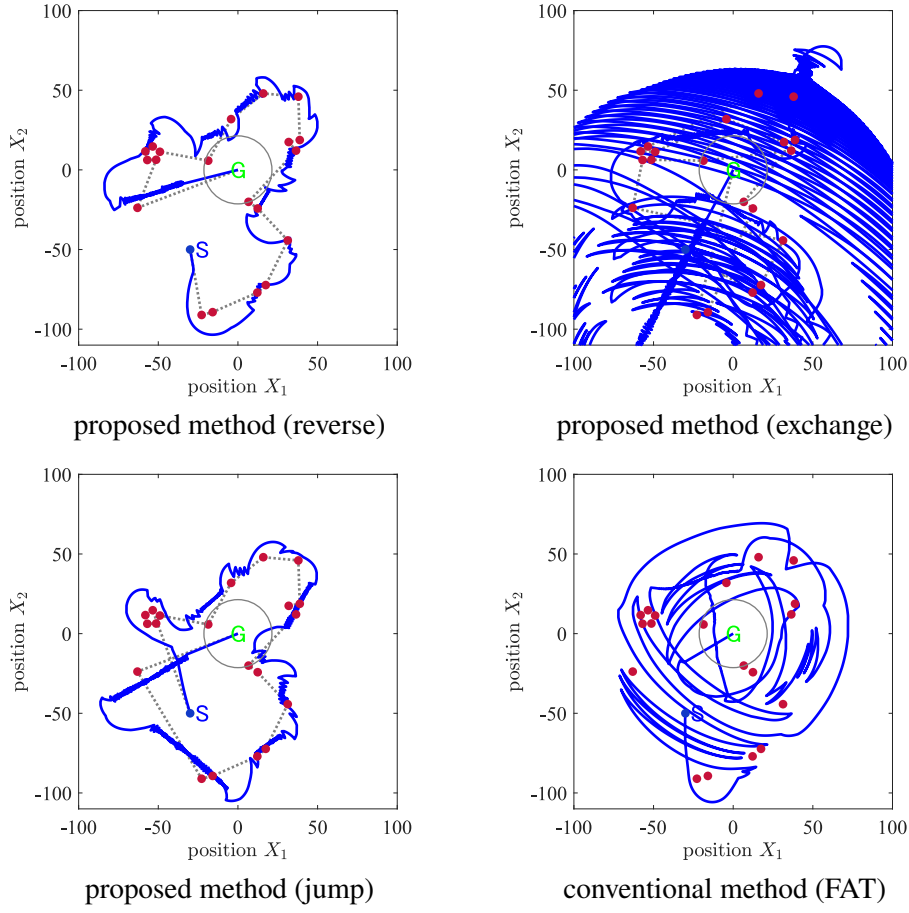 100
50
0
-50
-100
position X₂
G
S
-100 -50 0 50 100
position X₁
proposed method (reverse)
100
50
0
-50
-100
position X₂
G
S
-100 -50 0 50 100
position X₁
proposed method (exchange)
100
50
0
-50
-100
position X₂
G
S
-100 -50 0 50 100
position X₁
proposed method (jump)
100
50
0
-50
-100
position X₂
G
S
-100 -50 0 50 100
position X₁
conventional method (FAT)